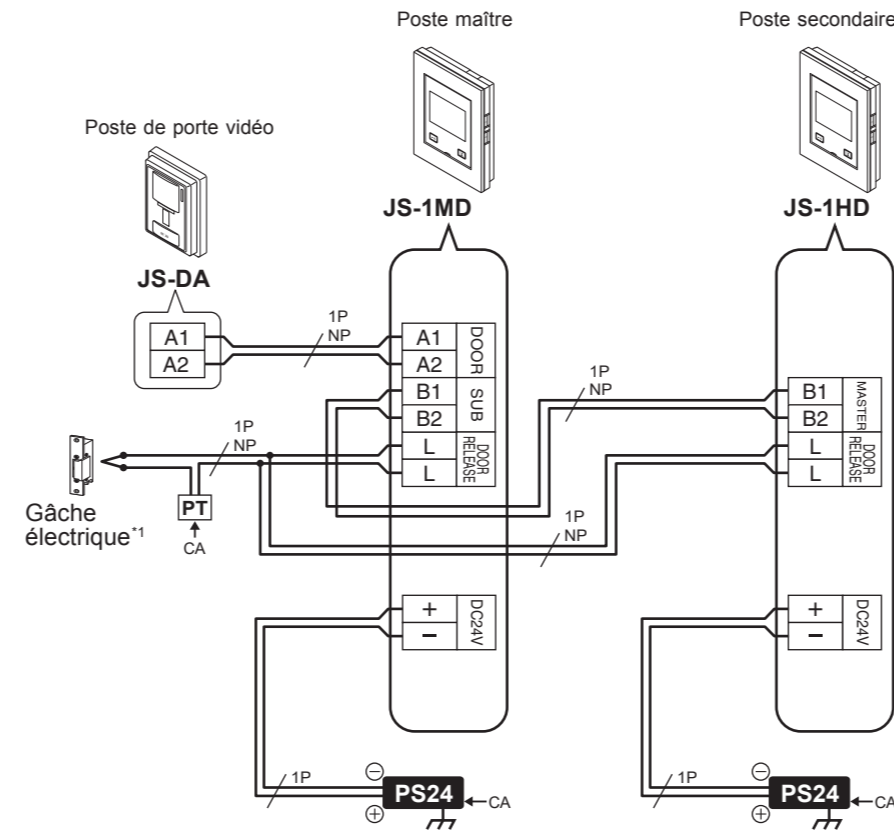 Poste maître
Poste secondaire
Poste de porte vidéo
JS-1MD
JS-1HD
JS-DA
1P
NP
A1
A2
A1
A2
DOOR
B1
B2
SUB
L
L
DOOR
RELEASE
1P
NP
B1
B2
MASTER
L
L
DOOR
RELEASE
1P
NP
Gâche
électrique*1
PT
CA
1P
NP
+
−
DC24V
+
−
DC24V
1P
⊖
⊕
PS24
CA
1P
⊖
⊕
PS24
CA